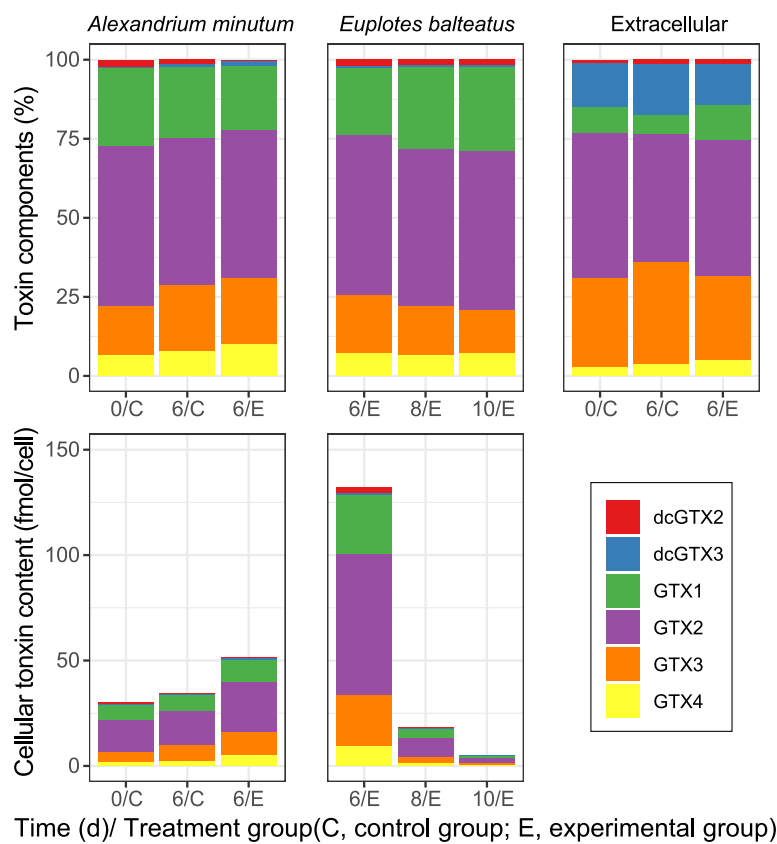 Alexandrium minutum
Euplotes balteatus
Extracellular
Toxin components (%)
100
75
50
25
0
0/C 6/C 6/E
6/E 8/E 10/E
0/C 6/C 6/E
Cellular tonxin content (fmol/cell)
150
100
50
0
0/C 6/C 6/E
6/E 8/E 10/E
dcGTX2
dcGTX3
GTX1
GTX2
GTX3
GTX4
Time (d)/ Treatment group(C, control group; E, experimental group)